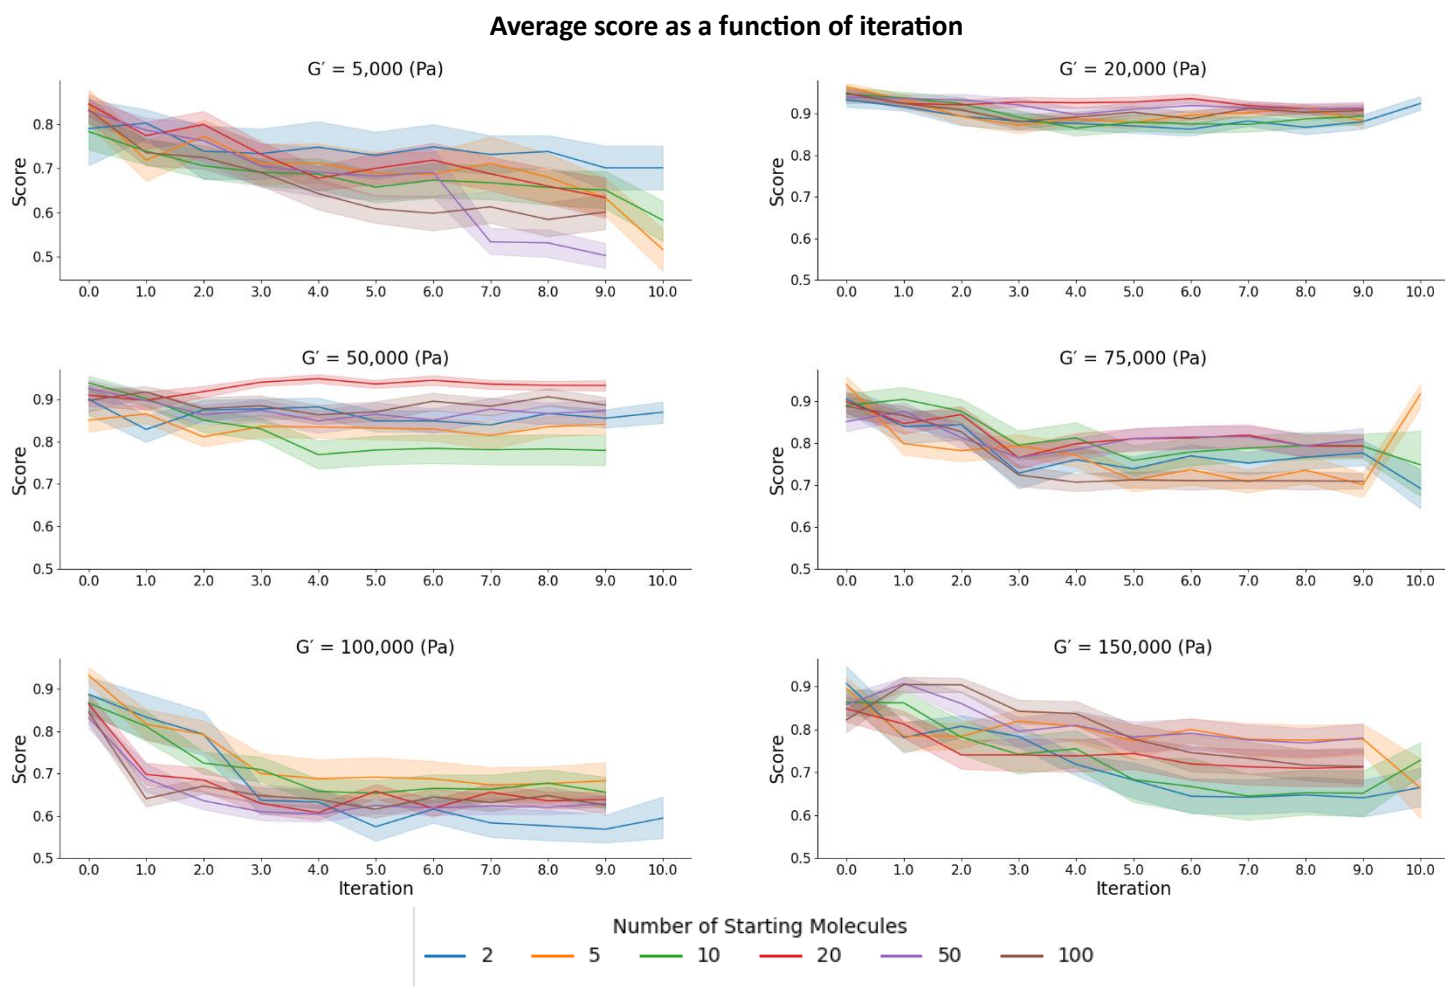 Average score as a function of iteration
G′ = 5,000 (Pa)
Score
0.8
0.7
0.6
0.5
0.0 1.0 2.0 3.0 4.0 5.0 6.0 7.0 8.0 9.0 10.0
G′ = 20,000 (Pa)
Score
0.9
0.8
0.7
0.6
0.5
0.0 1.0 2.0 3.0 4.0 5.0 6.0 7.0 8.0 9.0 10.0
G′ = 50,000 (Pa)
Score
0.9
0.8
0.7
0.6
0.5
0.0 1.0 2.0 3.0 4.0 5.0 6.0 7.0 8.0 9.0 10.0
G′ = 75,000 (Pa)
Score
0.9
0.8
0.7
0.6
0.5
0.0 1.0 2.0 3.0 4.0 5.0 6.0 7.0 8.0 9.0 10.0
G′ = 100,000 (Pa)
Score
0.9
0.8
0.7
0.6
0.5
0.0 1.0 2.0 3.0 4.0 5.0 6.0 7.0 8.0 9.0 10.0
Iteration
G′ = 150,000 (Pa)
Score
0.9
0.8
0.7
0.6
0.5
0.0 1.0 2.0 3.0 4.0 5.0 6.0 7.0 8.0 9.0 10.0
Iteration
Number of Starting Molecules
2 5 10 20 50 100